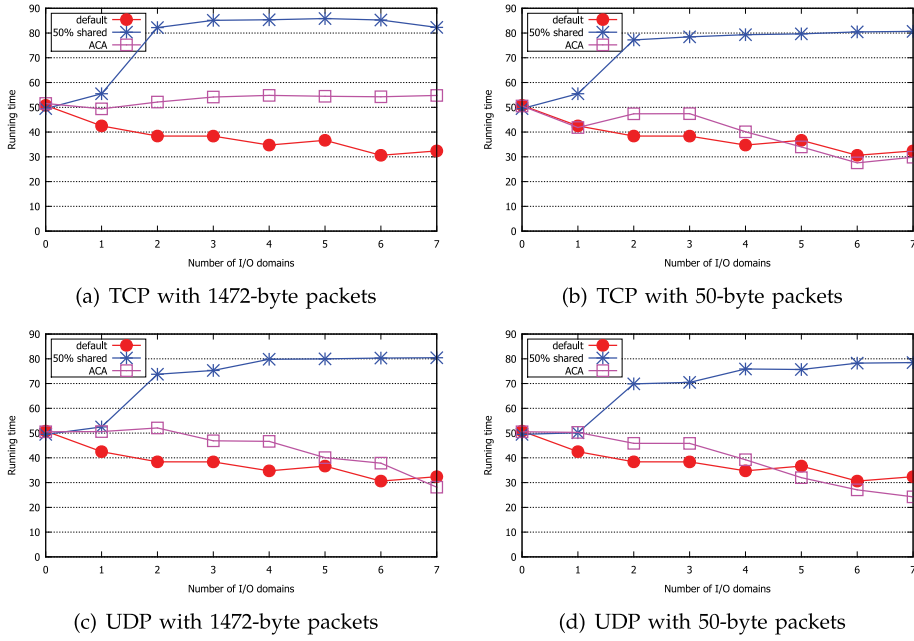 90
80
70
60
50
40
30
20
10
0
Running time
default
50% shared
ACA
0 1 2 3 4 5 6 7
Number of I/O domains
(a) TCP with 1472-byte packets
90
80
70
60
50
40
30
20
10
0
Running time
default
50% shared
ACA
0 1 2 3 4 5 6 7
Number of I/O domains
(b) TCP with 50-byte packets
90
80
70
60
50
40
30
20
10
0
Running time
default
50% shared
ACA
0 1 2 3 4 5 6 7
Number of I/O domains
(c) UDP with 1472-byte packets
90
80
70
60
50
40
30
20
10
0
Running time
default
50% shared
ACA
0 1 2 3 4 5 6 7
Number of I/O domains
(d) UDP with 50-byte packets